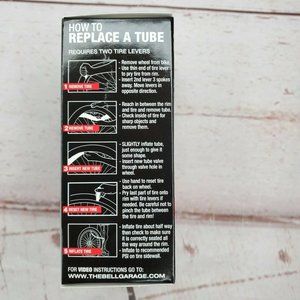 HOW TO
REPLACE A TUBE
REQUIRES TWO TIRE LEVERS
- Remove wheel from bike.
- Use thin end of tire lever
to pry tire from rim.
- Insert 2nd lever 3 spokes
away. Move levers in
opposite direction.
1 REMOVE TIRE
- Reach in between the rim
and tire and remove tube.
- Check inside of tire for
sharp objects and
remove them.
2 REMOVE TUBE
- SLIGHTLY inflate tube,
just enough to give it
some shape.
- Insert new tube valve
through valve hole in
wheel.
3 INSERT NEW TUBE
- Use hand to reset tire
back on wheel.
- Pry last part of tire onto
rim with tire levers if
needed. Be careful not to
pinch the tube between
the tire and rim!
4 RESET NEW TIRE
- Inflate tire about half way
then check to make sure
it is correctly seated all
the way around the rim.
- Inflate to recommended
PSI on tire sidewall.
5 INFLATE TIRE
FOR VIDEO INSTRUCTIONS GO TO:
WWW.THEBELLGARAGE.COM